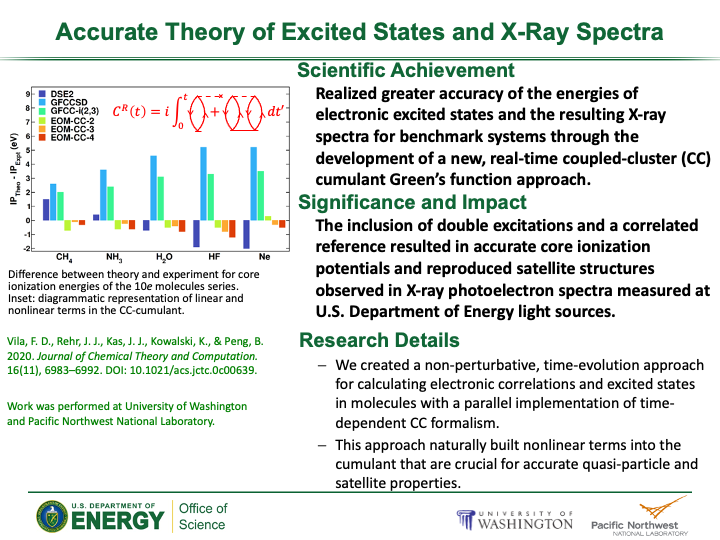 Accurate Theory of Excited States and X-Ray Spectra
9
8
7
6
5
4
3
2
1
0
-1
-2
IP_Theo - IP_Expt (eV)
DSE2
GFCCSD
GFCC-i(2,3)
EOM-CC-2
EOM-CC-3
EOM-CC-4
C^R(t) = i ∫_0^t + dt′
CH4
NH3
H2O
HF
Ne
Difference between theory and experiment for core
ionization energies of the 10e molecules series.
Inset: diagrammatic representation of linear and
nonlinear terms in the CC-cumulant.
Vila, F. D., Rehr, J. J., Kas, J. J., Kowalski, K., & Peng, B.
2020. Journal of Chemical Theory and Computation.
16(11), 6983–6992. DOI: 10.1021/acs.jctc.0c00639.
Work was performed at University of Washington
and Pacific Northwest National Laboratory.
Scientific Achievement
Realized greater accuracy of the energies of
electronic excited states and the resulting X-ray
spectra for benchmark systems through the
development of a new, real-time coupled-cluster (CC)
cumulant Green’s function approach.
Significance and Impact
The inclusion of double excitations and a correlated
reference resulted in accurate core ionization
potentials and reproduced satellite structures
observed in X-ray photoelectron spectra measured at
U.S. Department of Energy light sources.
Research Details
– We created a non-perturbative, time-evolution approach
for calculating electronic correlations and excited states
in molecules with a parallel implementation of time-
dependent CC formalism.
– This approach naturally built nonlinear terms into the
cumulant that are crucial for accurate quasi-particle and
satellite properties.
U.S. DEPARTMENT OF
ENERGY
Office of
Science
UNIVERSITY OF
WASHINGTON
Pacific Northwest
NATIONAL LABORATORY